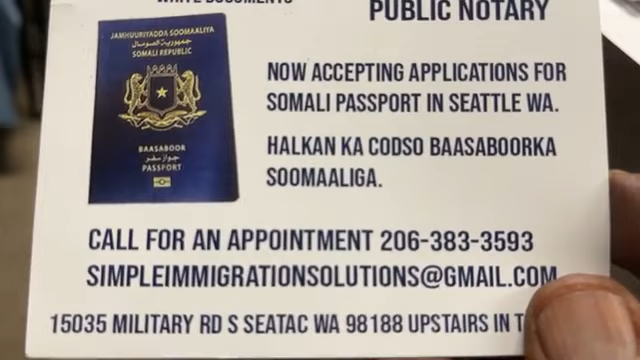 WRITE DOCUMENTS
PUBLIC NOTARY
JAMHUURIYADDA SOOMAALIYA
جمهورية الصومال
SOMALI REPUBLIC
BAASABOOR
جواز سفر
PASSPORT
NOW ACCEPTING APPLICATIONS FOR
SOMALI PASSPORT IN SEATTLE WA.
HALKAN KA CODSO BAASABOORKA
SOOMAALIGA.
CALL FOR AN APPOINTMENT 206-383-3593
SIMPLEIMMIGRATIONSOLUTIONS@GMAIL.COM
15035 MILITARY RD S SEATAC WA 98188 UPSTAIRS IN